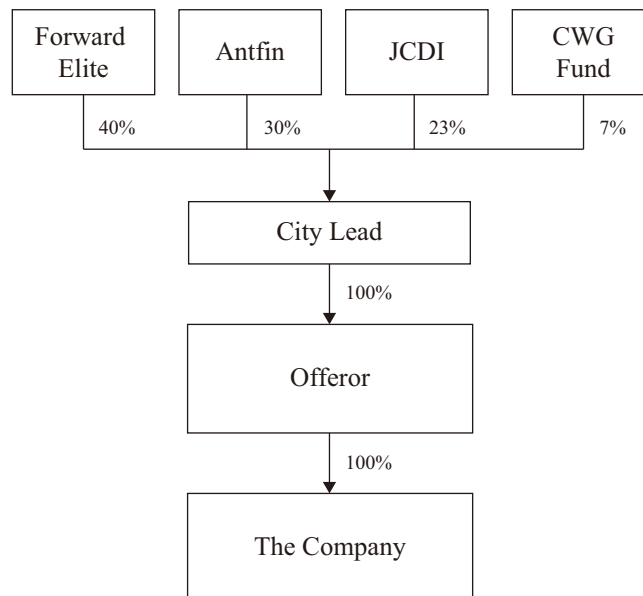 Forward
Elite
Antfin
JCDI
CWG
Fund
40%
30%
23%
7%
City Lead
100%
Offeror
100%
The Company